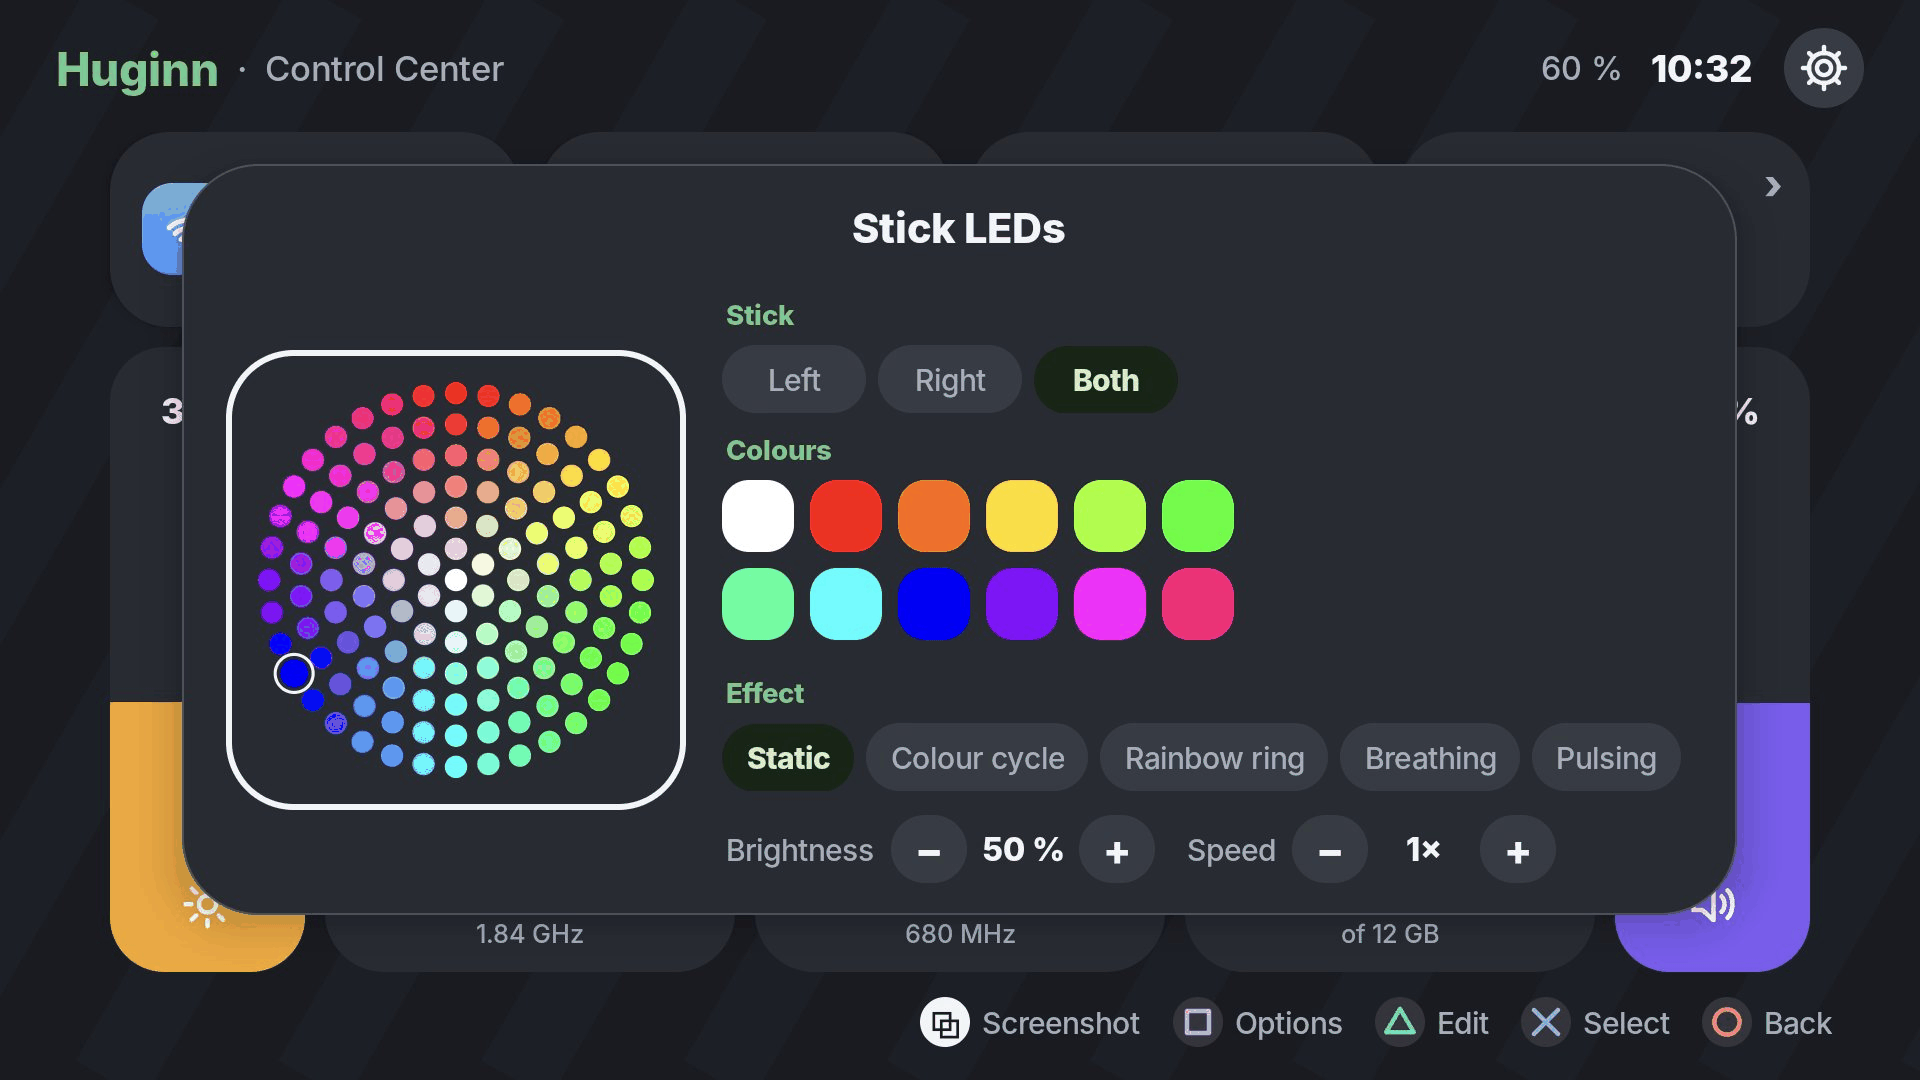 Huginn · Control Center
60 % 10:32
Stick LEDs
Stick
Left Right Both
Colours
Effect
Static Colour cycle Rainbow ring Breathing Pulsing
Brightness − 50 % + Speed − 1× +
3
%
1.84 GHz 680 MHz of 12 GB
Screenshot Options Edit Select Back